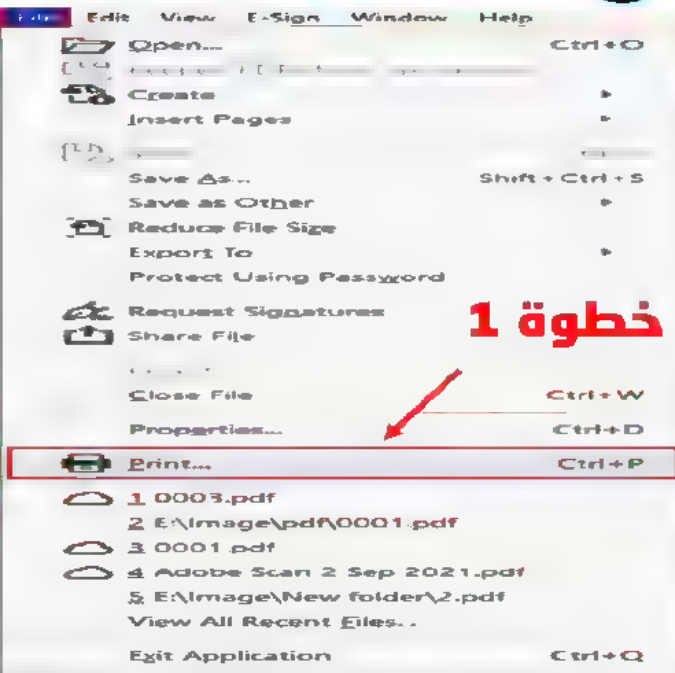 Edit View E-Sign Window Help
Open... Ctrl+O
Create
Insert Pages
Save As... Shift+Ctrl+S
Save as Other
Reduce File Size
Export To
Protect Using Password
Request Signatures
خطوة 1
Share File
Close File Ctrl+W
Properties... Ctrl+D
Print... Ctrl+P
1 0003.pdf
2 E:\Image\pdf\0001.pdf
3 0001.pdf
4 Adobe Scan 2 Sep 2021.pdf
5 E:\Image\New folder\2.pdf
View All Recent Files...
Exit Application Ctrl+Q